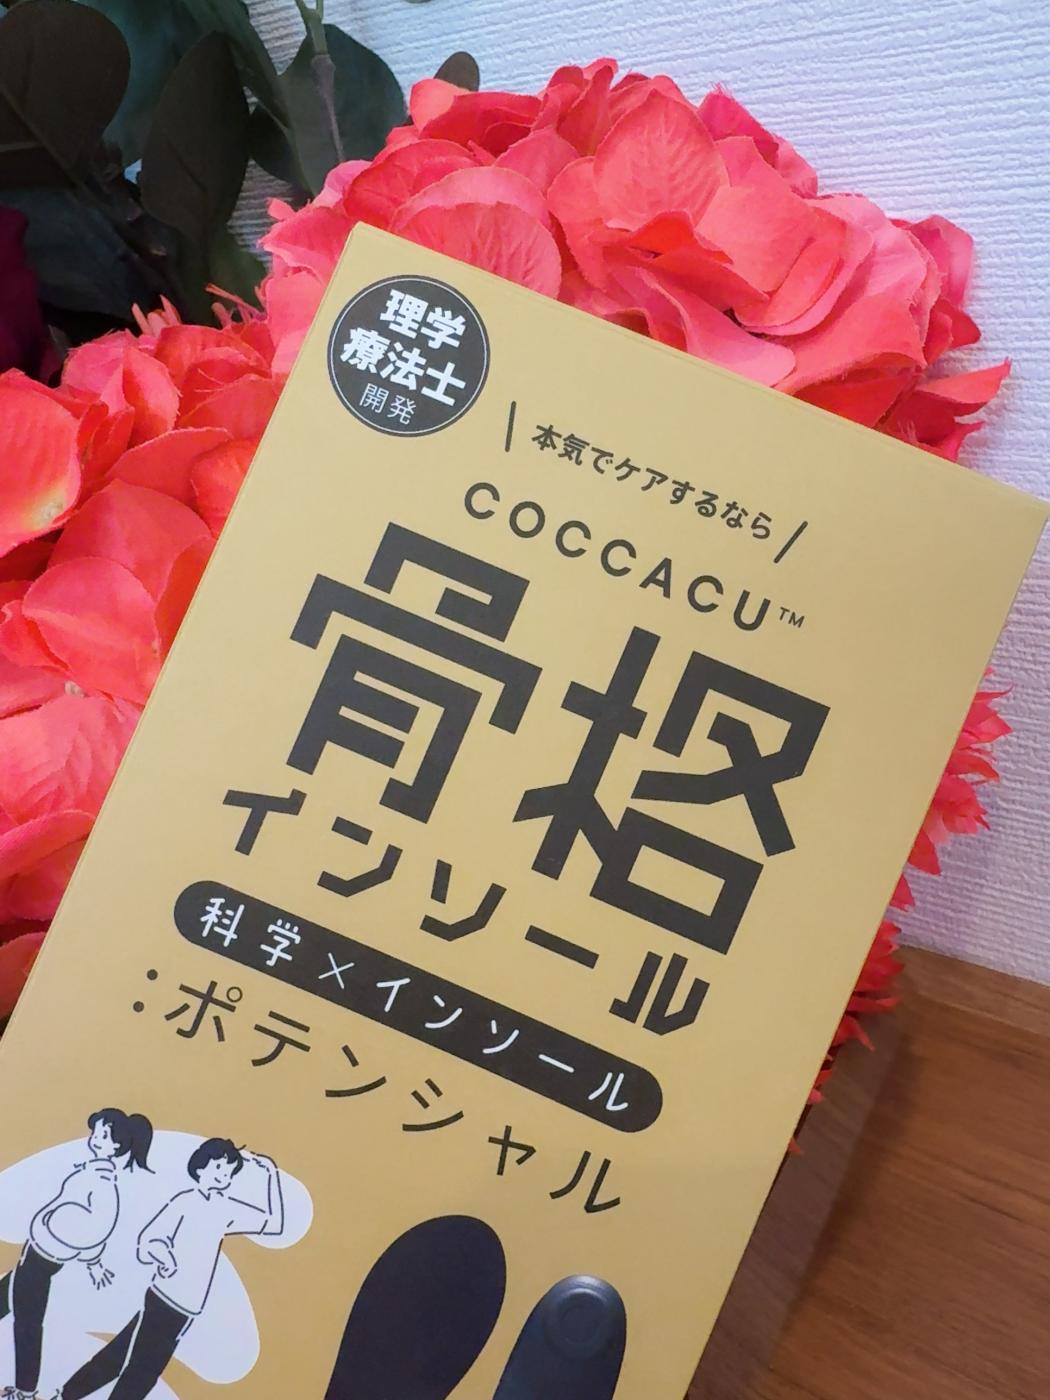 理学
療法士
開発
本気でケアするなら
COCCACU™
骨格
インソール
科学×インソール
:ポテンシャル